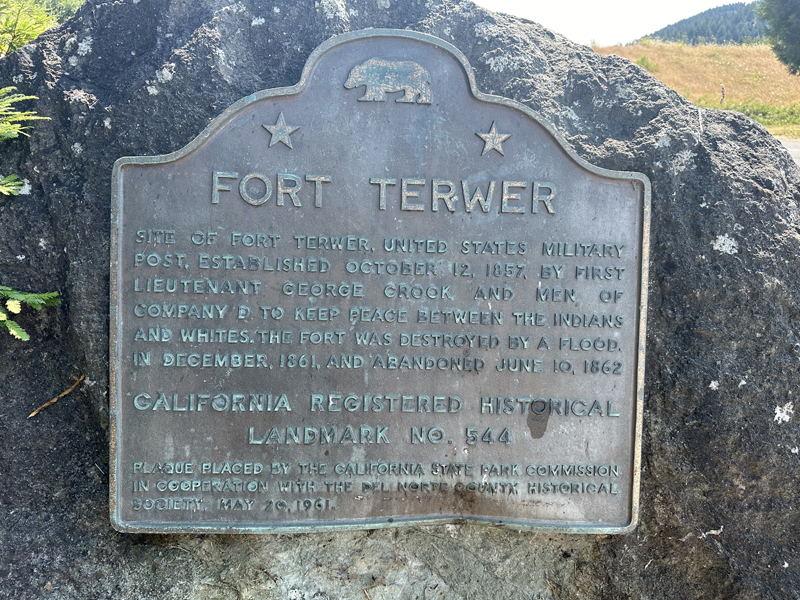 FORT TERWER
SITE OF FORT TERWER, UNITED STATES MILITARY
POST, ESTABLISHED OCTOBER 12, 1857, BY FIRST
LIEUTENANT GEORGE CROOK, AND MEN, OF
COMPANY D, TO KEEP PEACE BETWEEN THE INDIANS
AND WHITES. THE FORT WAS DESTROYED BY A FLOOD,
IN DECEMBER, 1861, AND ABANDONED JUNE 10, 1862
CALIFORNIA REGISTERED HISTORICAL
LANDMARK NO. 544
PLAQUE PLACED BY THE CALIFORNIA STATE PARK COMMISSION
IN COOPERATION WITH THE DEL NORTE COUNTY HISTORICAL
SOCIETY, MAY 20, 1961.